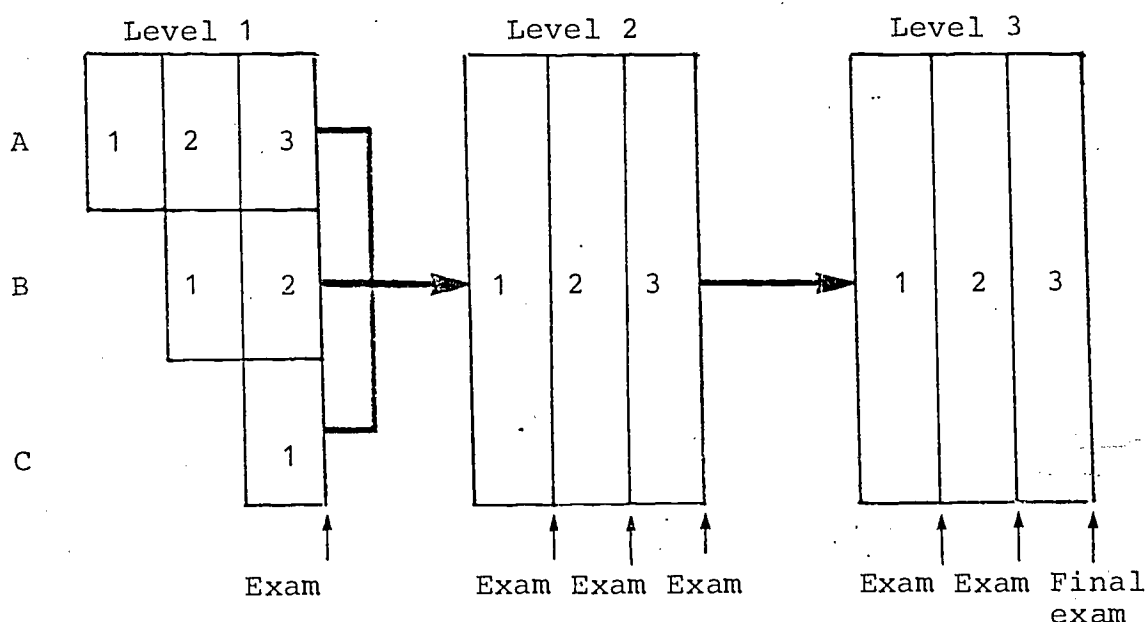 Level 1 Level 2 Level 3
A 1 2 3
B 1 2 1 2 3 1 2 3
C 1
Exam Exam Exam Exam Exam Exam Final
exam